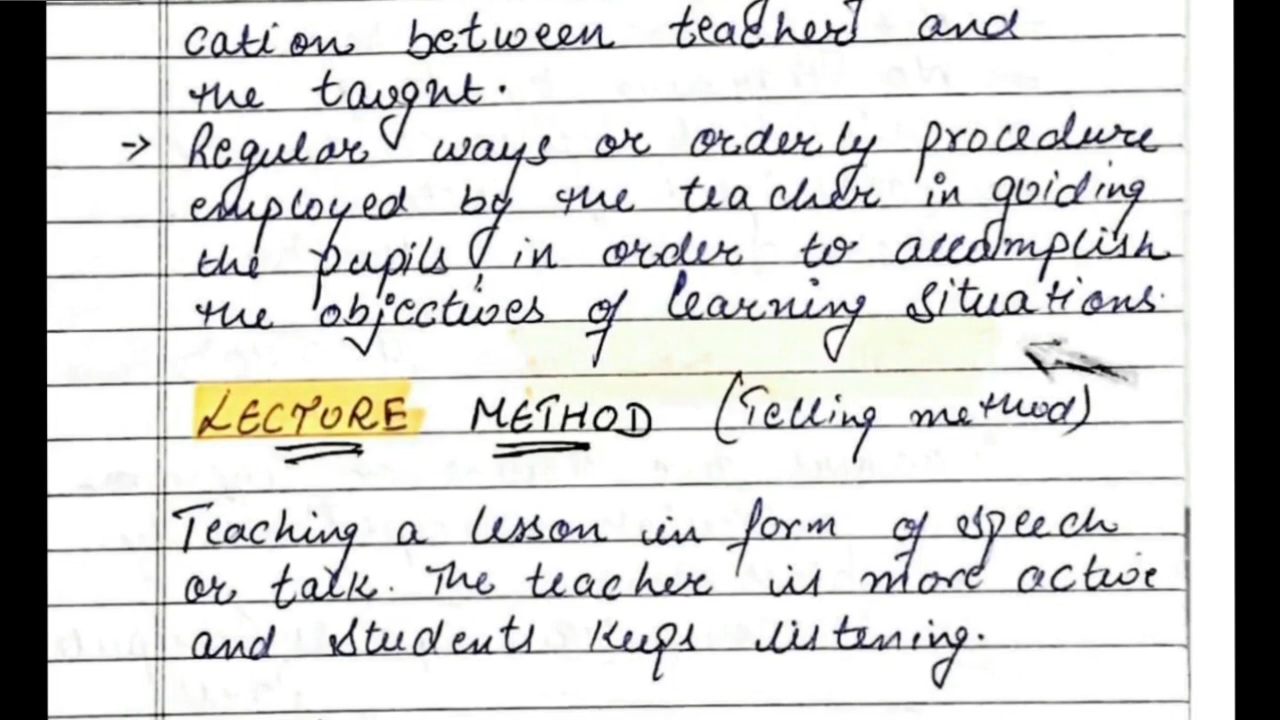 cation between teacher and
the taught.
→ Regular ways or orderly procedure
employed by the teacher in guiding
the pupils in order to accomplish
the objectives of learning situations.
LECTURE METHOD (Telling method)
Teaching a lesson in form of speech
or talk. The teacher is more active
and students keeps listening.